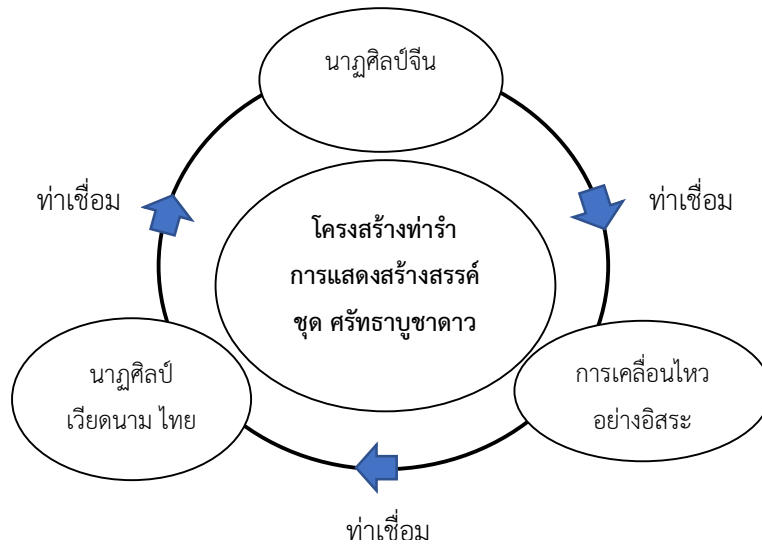 นาฏศิลป์จีน
ท่าเชื่อม
ท่าเชื่อม
โครงสร้างท่ารำ
การแสดงสร้างสรรค์
ชุด ศรัทธาบูชาดาว
นาฏศิลป์
เวียดนาม ไทย
การเคลื่อนไหว
อย่างอิสระ
ท่าเชื่อม